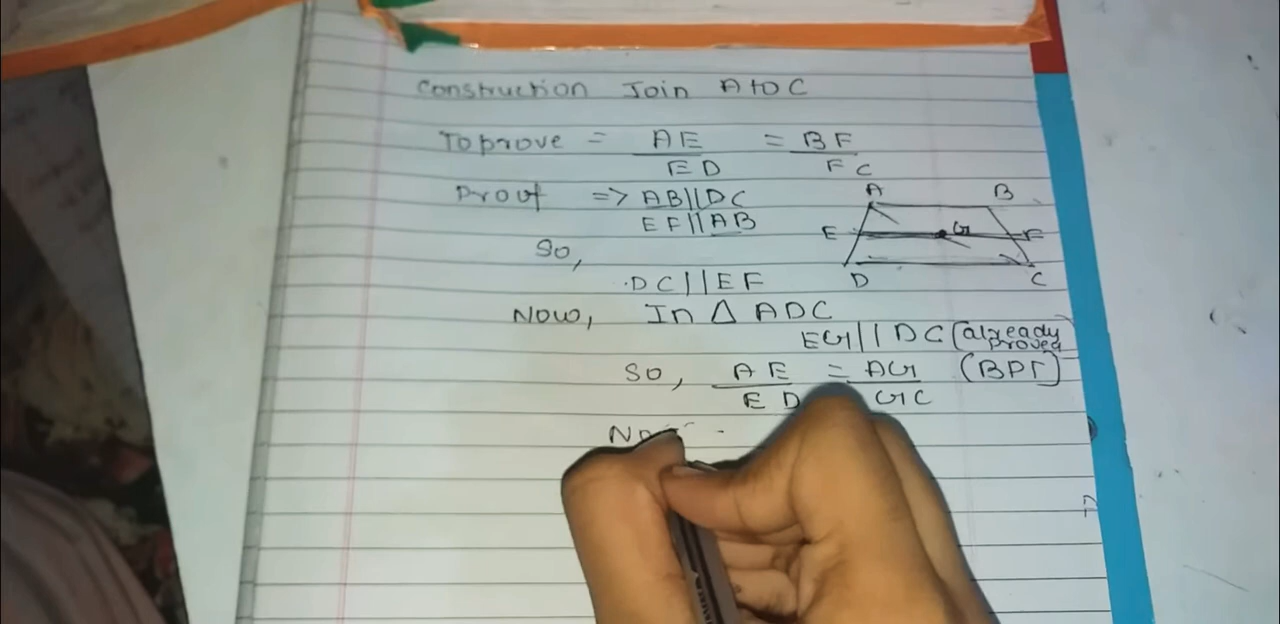 Construction Join A to C
To prove = AE / ED = BF / FC
Proof => AB||DC
EF||AB
So,
DC||EF
Now, In △ ADC
EG||DC (already proved)
So, AE / ED = AG / GC (BPT)
A B
E G F
D C